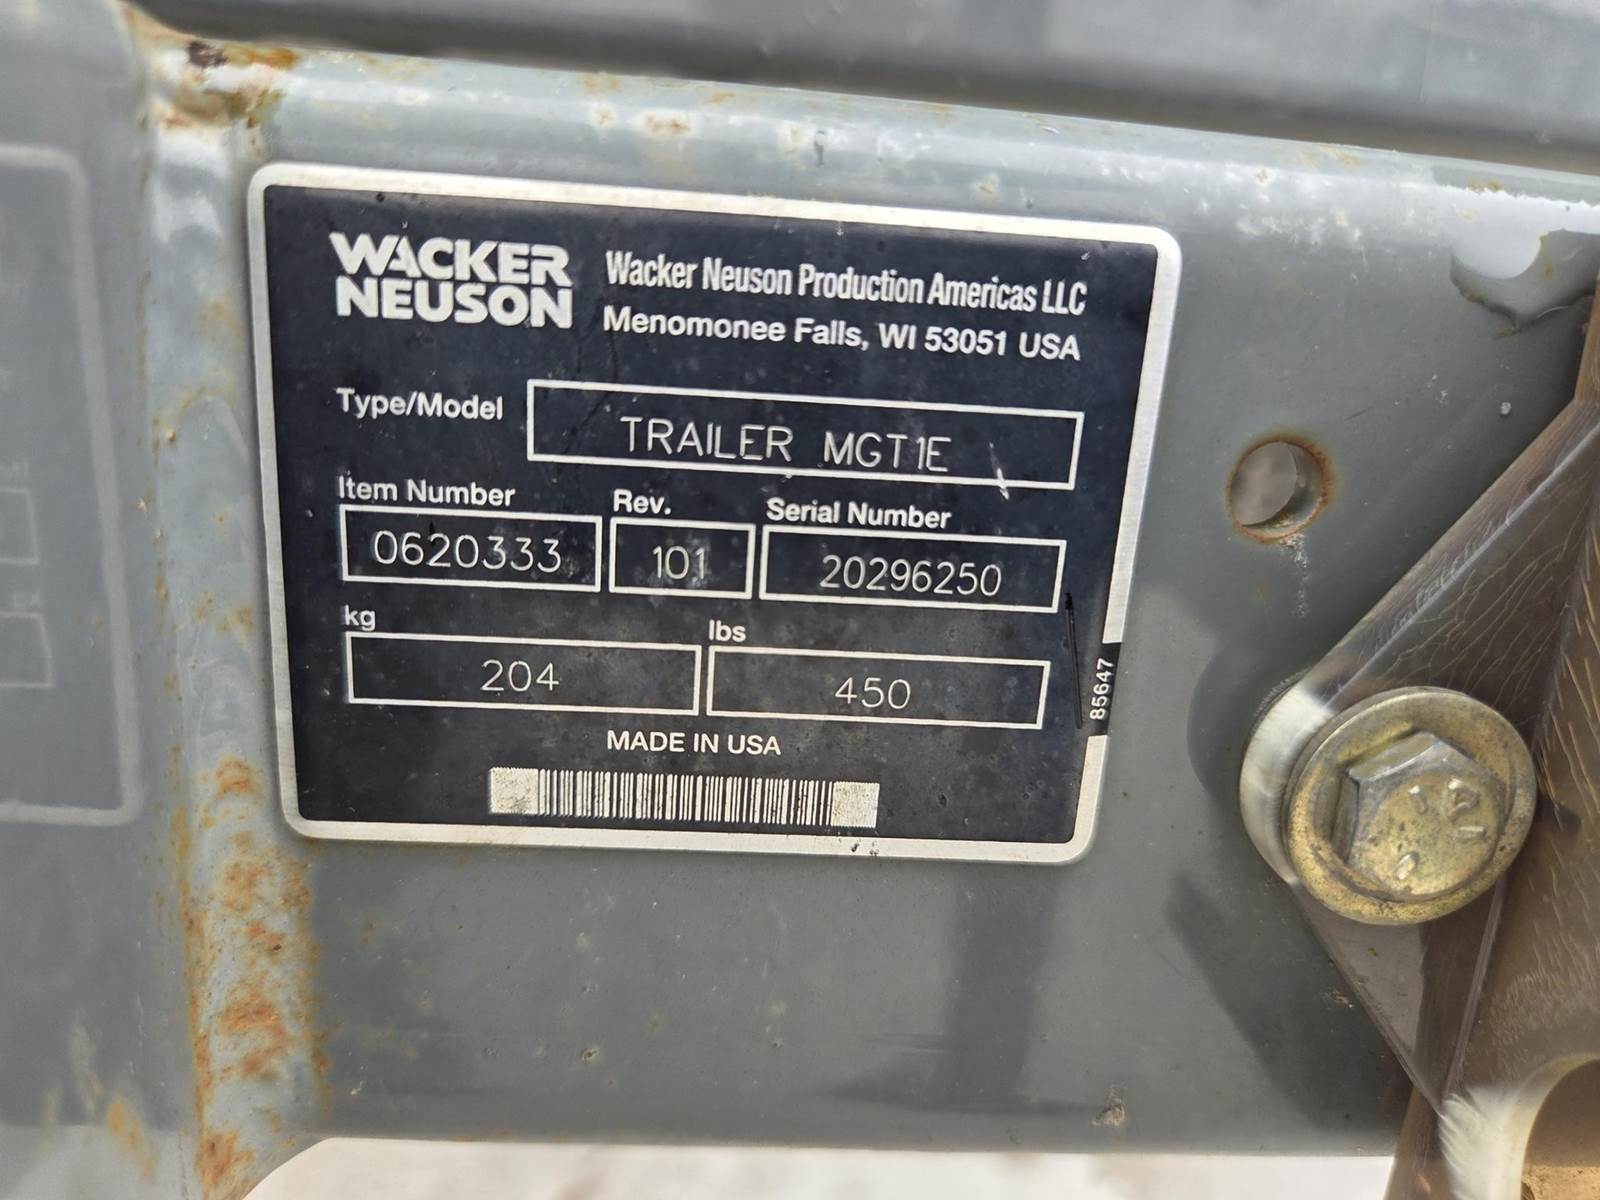 WACKER
NEUSON
Wacker Neuson Production Americas LLC
Menomonee Falls, WI 53051 USA
Type/Model
TRAILER MGT1E
Item Number
Rev.
Serial Number
0620333
101
20296250
kg
lbs
204
450
85647
MADE IN USA